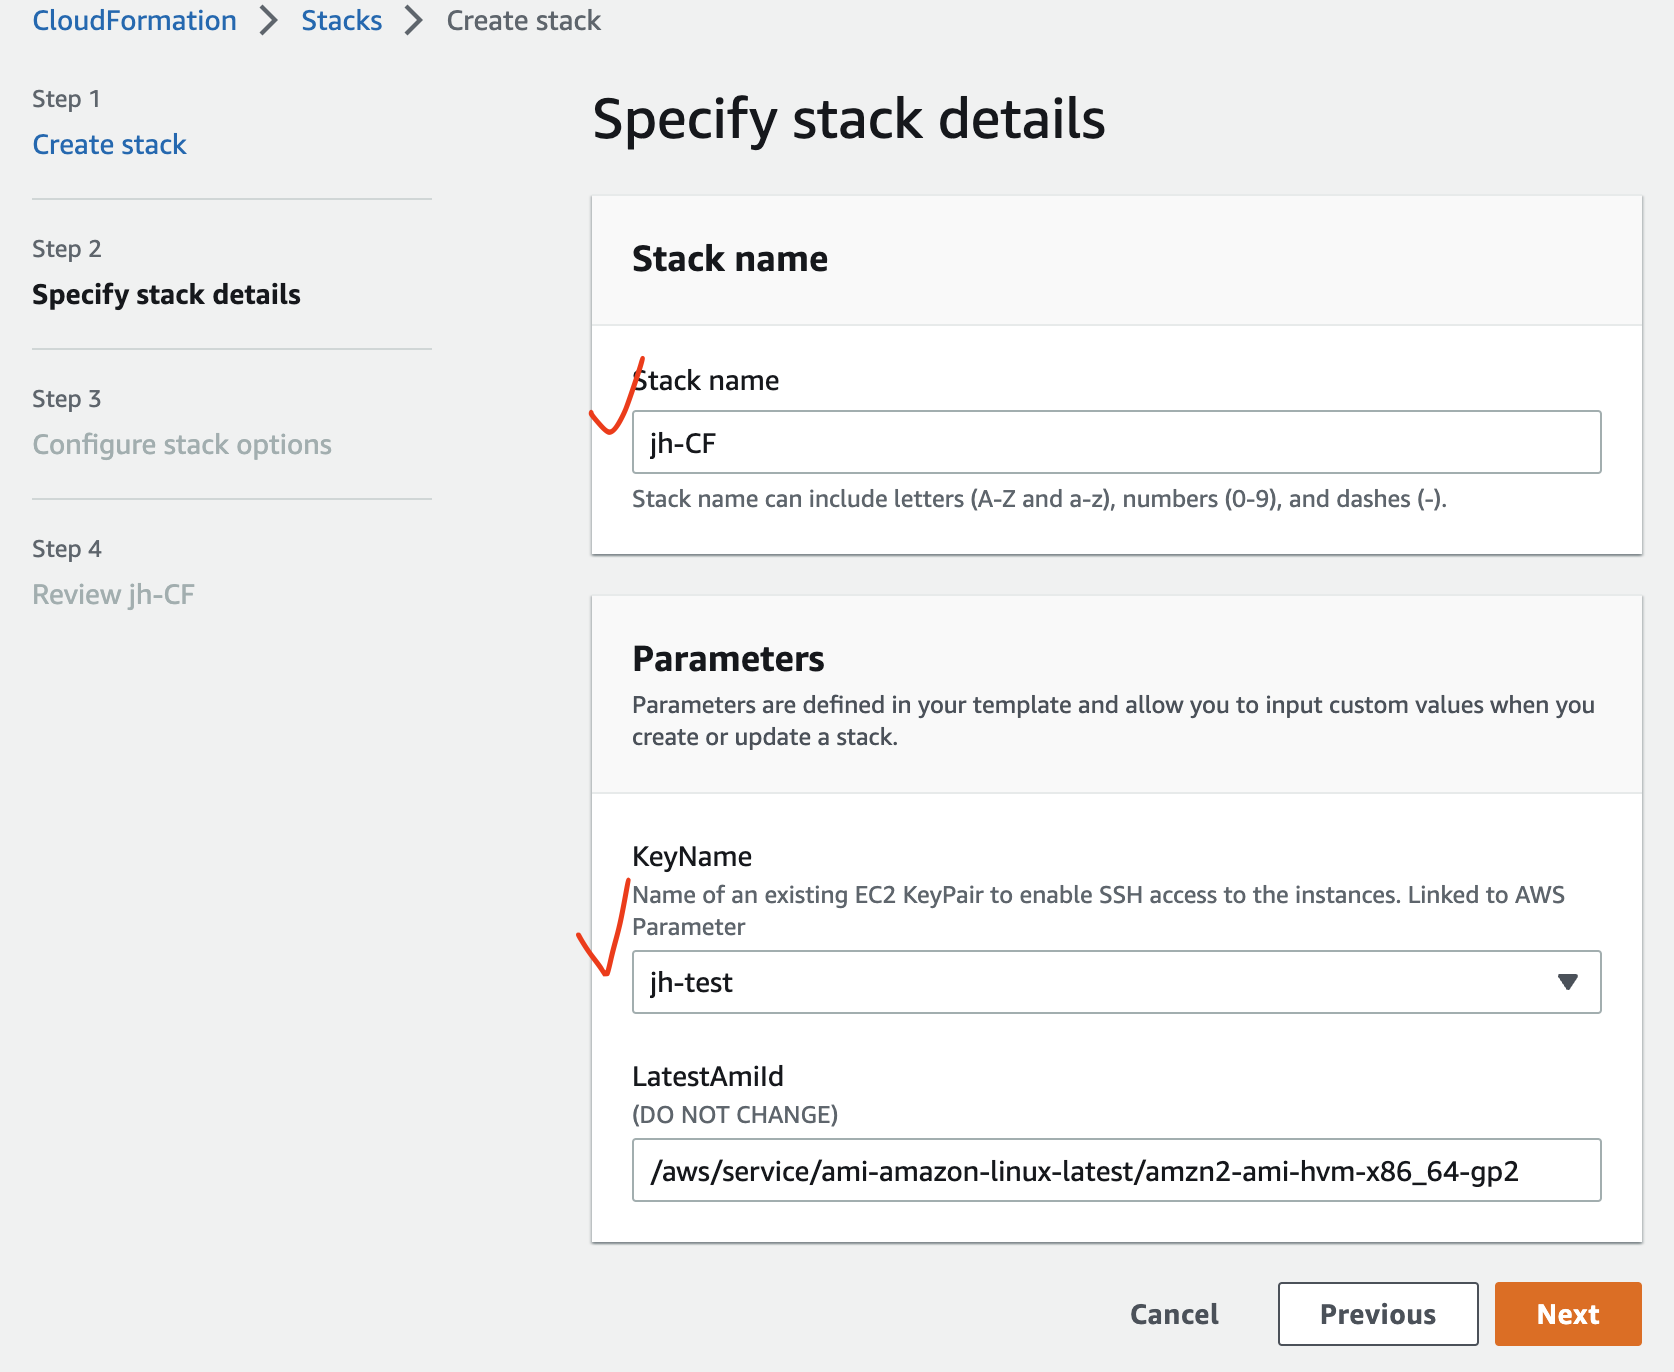 CloudFormation > Stacks > Create stack
Step 1
Create stack
Step 2
Specify stack details
Step 3
Configure stack options
Step 4
Review jh-CF
Specify stack details
Stack name
Stack name
jh-CF
Stack name can include letters (A-Z and a-z), numbers (0-9), and dashes (-).
Parameters
Parameters are defined in your template and allow you to input custom values when you
create or update a stack.
KeyName
Name of an existing EC2 KeyPair to enable SSH access to the instances. Linked to AWS
Parameter
jh-test
LatestAmiId
(DO NOT CHANGE)
/aws/service/ami-amazon-linux-latest/amzn2-ami-hvm-x86_64-gp2
Cancel
Previous
Next